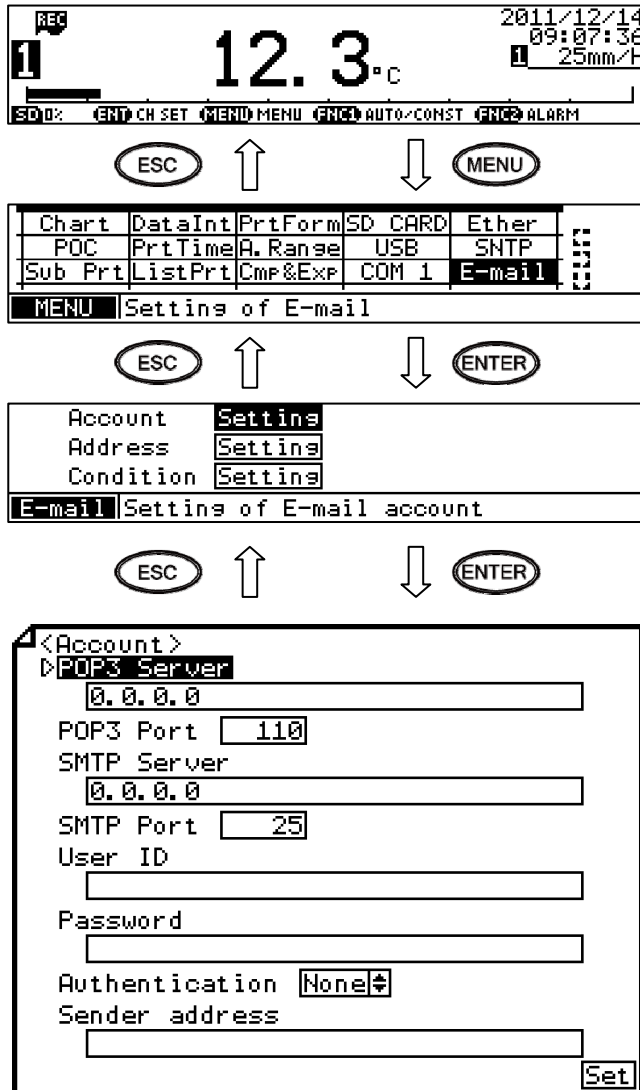 REC
2011/12/14
09:07:36
1 12.3°C 1 25mm/H
SD 0% ENT CH SET MENU MENU FNC1 AUTO/CONST FNC2 ALARM
ESC MENU
Chart DataInt PrtForm SD CARD Ether
POC PrtTime A.Range USB SNTP
Sub Prt ListPrt Cmp&Exp COM 1 E-mail
MENU Setting of E-mail
ESC ENTER
Account Setting
Address Setting
Condition Setting
E-mail Setting of E-mail account
ESC ENTER
<Account>
POP3 Server
0.0.0.0
POP3 Port 110
SMTP Server
0.0.0.0
SMTP Port 25
User ID
Password
Authentication None
Sender address
Set